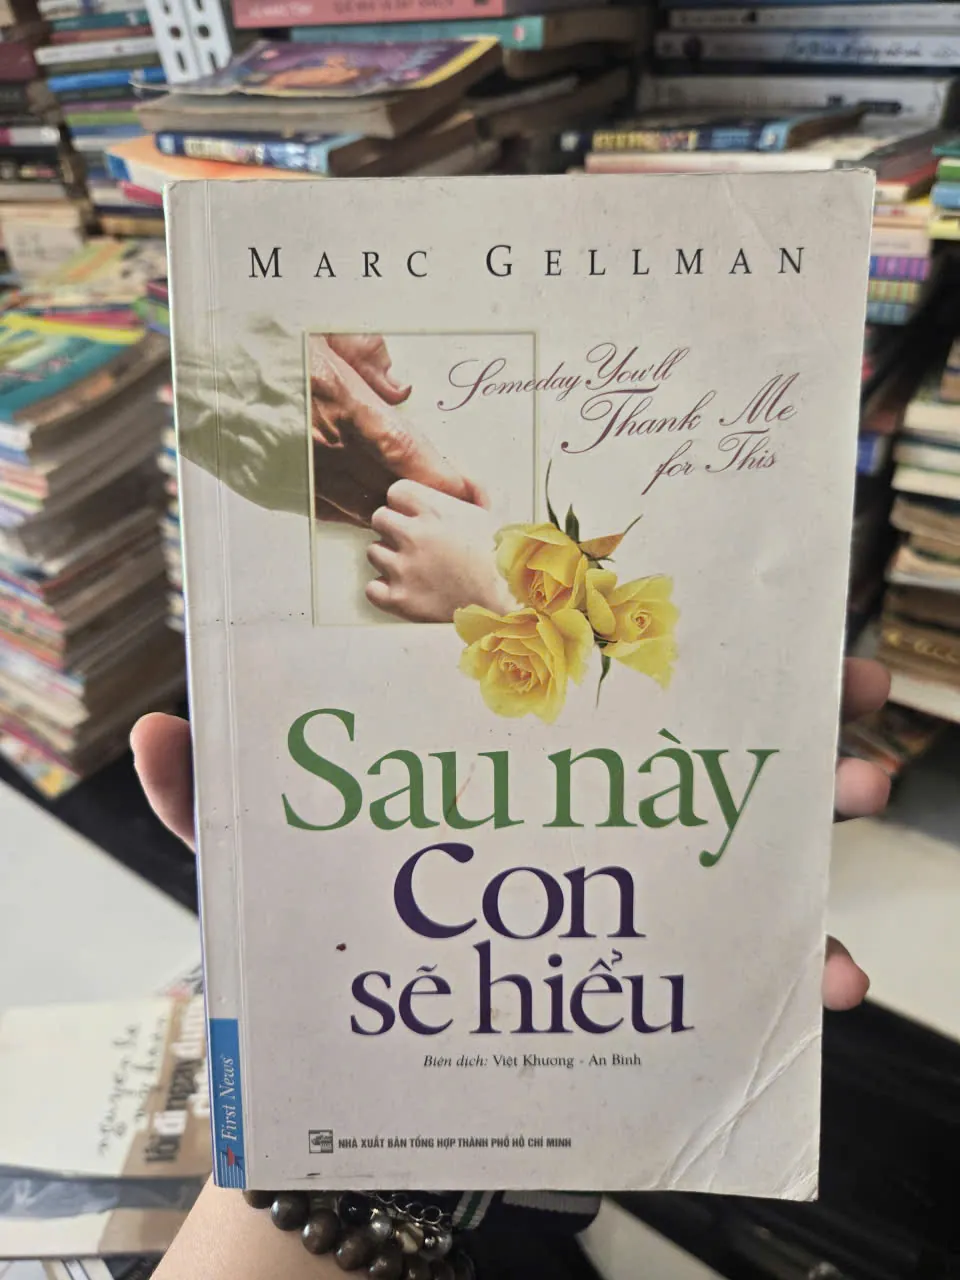 MARC GELLMAN
Someday You'll
Thank Me
for This
Sau này
Con
sẽ hiểu
Biên dịch: Việt Khương - An Bình
First News
NHÀ XUẤT BẢN TỔNG HỢP THÀNH PHỐ HỒ CHÍ MINH